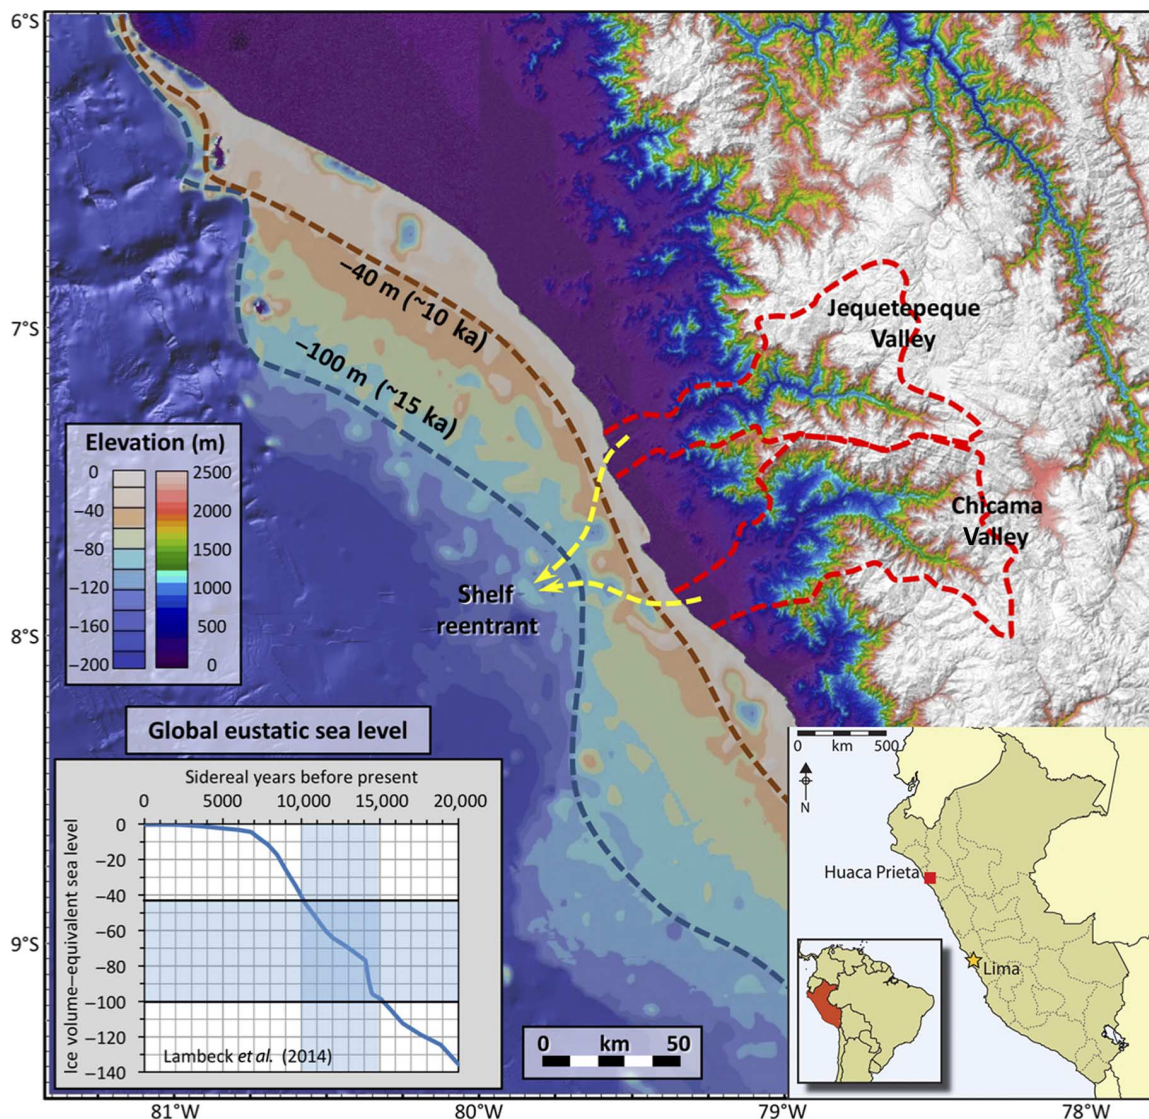 6°S
7°S
8°S
9°S
81°W
80°W
79°W
78°W
−40 m (~10 ka)
−100 m (~15 ka)
Jequetepeque
Valley
Chicama
Valley
Shelf
reentrant
Elevation (m)
0
−40
−80
−120
−160
−200
2500
2000
1500
1000
500
0
Global eustatic sea level
Sidereal years before present
0 5000 10,000 15,000 20,000
Ice volume−equivalent sea level
0
−20
−40
−60
−80
−100
−120
−140
Lambeck et al. (2014)
0 km 50
0 km 500
N
Huaca Prieta
Lima